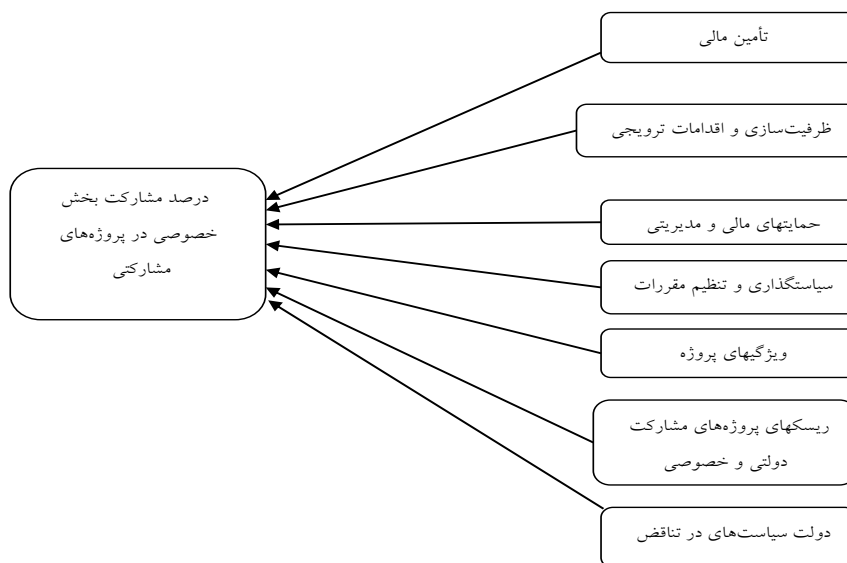 تأمین مالی
ظرفیت‌سازی و اقدامات ترویجی
درصد مشارکت بخش
خصوصی در پروژه‌های
مشارکتی
حمایتهای مالی و مدیریتی
سیاستگذاری و تنظیم مقررات
ویژگیهای پروژه
ریسکهای پروژه‌های مشارکت
دولتی و خصوصی
دولت سیاست‌های در تناقض